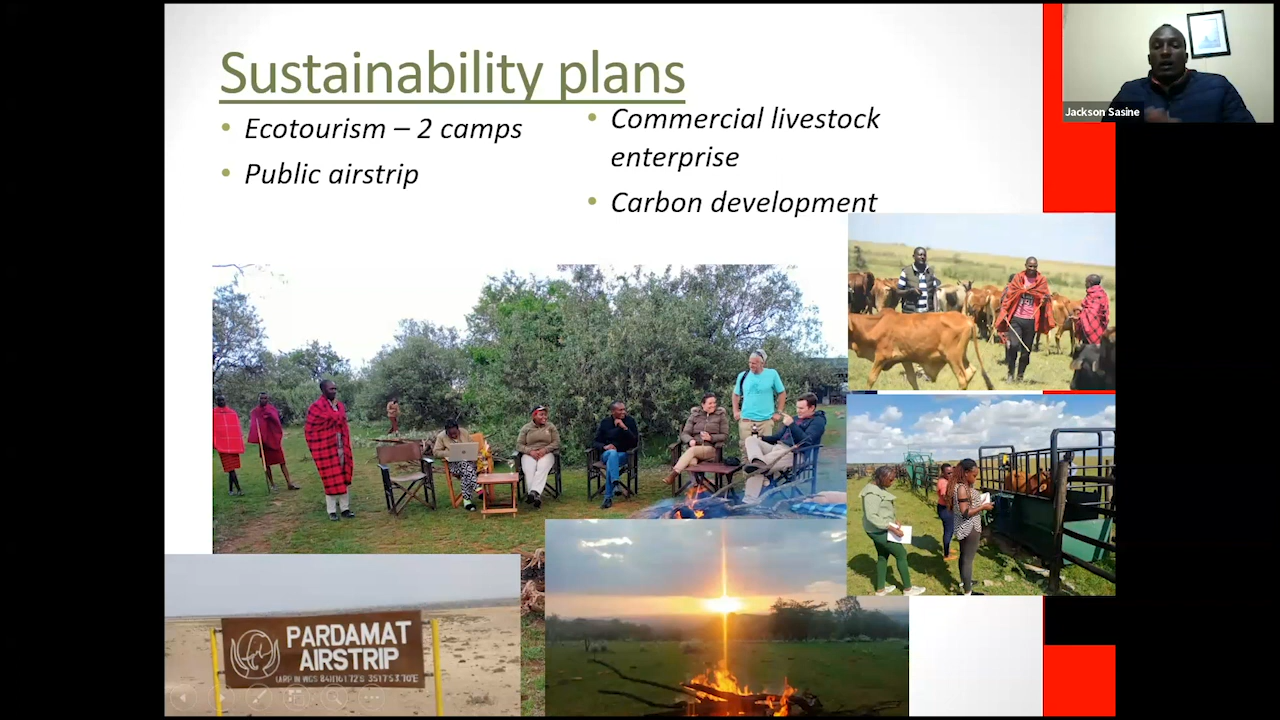 Sustainability plans
• Ecotourism – 2 camps
• Public airstrip
• Commercial livestock
enterprise
• Carbon development
Jackson Sasine
PARDAMAT
AIRSTRIP